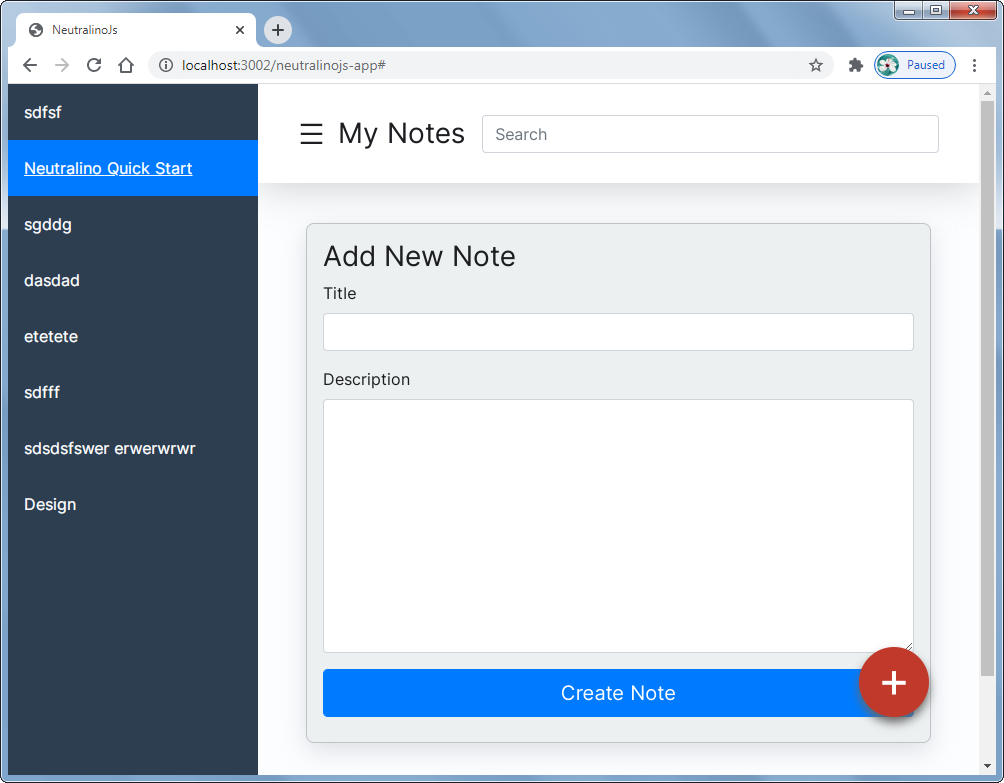 NeutralinoJs
localhost:3002/neutralinojs-app#
Paused
sdfsf
Neutralino Quick Start
sgddg
dasdad
etetete
sdfff
sdsdsfswer erwerwrwr
Design
My Notes
Search
Add New Note
Title
Description
Create Note